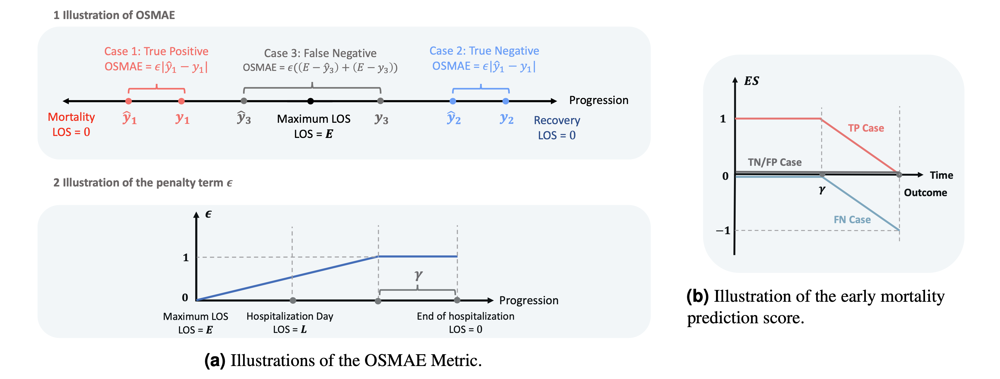 1 Illustration of OSMAE
Case 1: True Positive
OSMAE = ϵ|ŷ₁ − y₁|
Case 3: False Negative
OSMAE = ϵ((E − ŷ₃) + (E − y₃))
Case 2: True Negative
OSMAE = ϵ|ŷ₁ − y₁|
Progression
ŷ₁
y₁
ŷ₃
y₃
ŷ₂
y₂
Mortality
LOS = 0
Maximum LOS
LOS = E
Recovery
LOS = 0
2 Illustration of the penalty term ϵ
ϵ
1
0
γ
Progression
Maximum LOS
LOS = E
Hospitalization Day
LOS = L
End of hospitalization
LOS = 0
(a) Illustrations of the OSMAE Metric.
ES
1
TP Case
TN/FP Case
0
Time
γ
Outcome
FN Case
−1
(b) Illustration of the early mortality
prediction score.